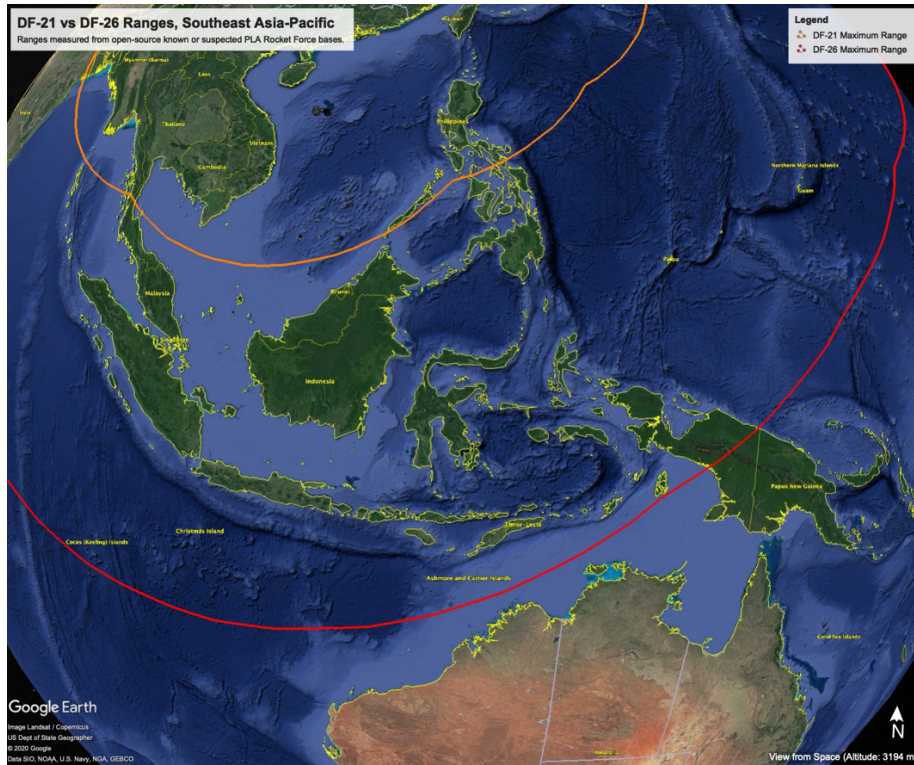 DF-21 vs DF-26 Ranges, Southeast Asia-Pacific
Ranges measured from open-source known or suspected PLA Rocket Force bases.
Legend
DF-21 Maximum Range
DF-26 Maximum Range
Taiwan
Myanmar (Burma)
Laos
Thailand
Vietnam
Cambodia
Philippines
Northern Mariana Islands
Guam
Palau
Malaysia
Brunei
Singapore
Indonesia
Papua New Guinea
Timor-Leste
Christmas Island
Cocos (Keeling) Islands
Ashmore and Cartier Islands
Coral Sea Islands
Australia
Google Earth
Image Landsat / Copernicus
US Dept of State Geographer
© 2020 Google
Data SIO, NOAA, U.S. Navy, NGA, GEBCO
N
View from Space (Altitude: 3194 m